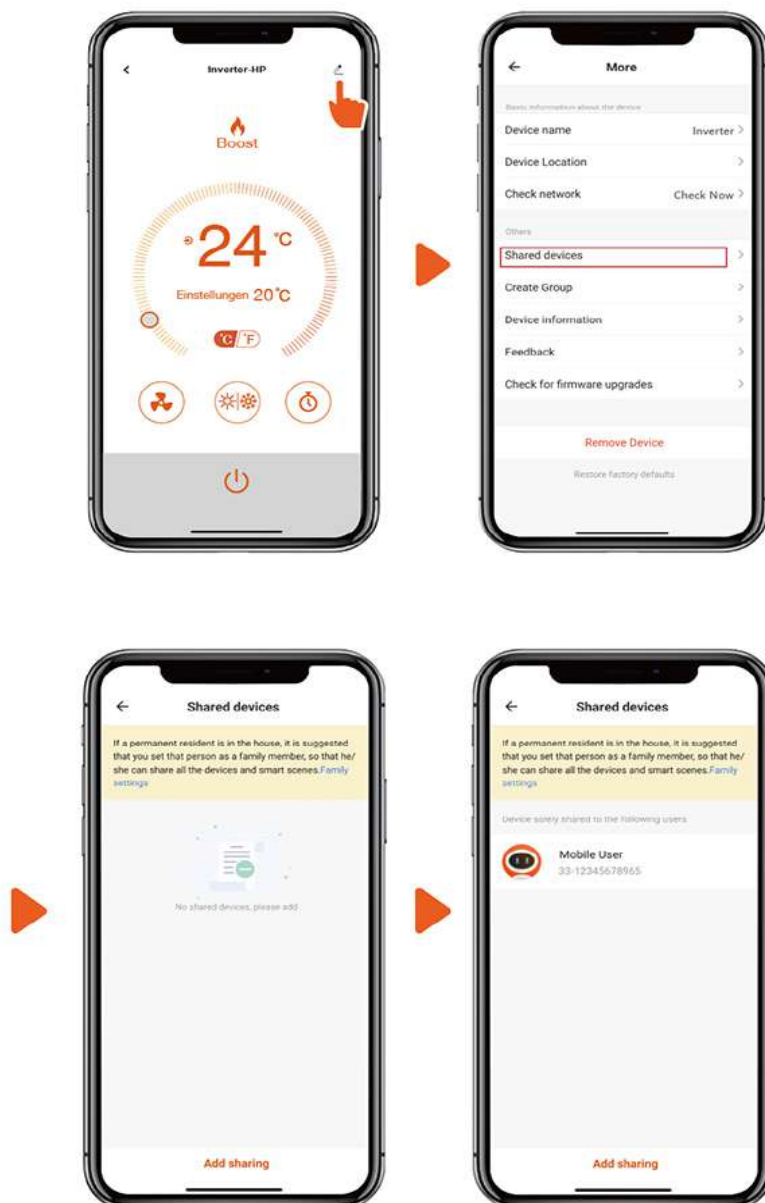 Inverter-HP
Boost
24 °C
Einstellungen 20°C
°C °F
More
Basic information about the device
Device name Inverter
Device Location
Check network Check Now
Others
Shared devices
Create Group
Device information
Feedback
Check for firmware upgrades
Remove Device
Restore factory defaults
Shared devices
If a permanent resident is in the house, it is suggested
that you set that person as a family member, so that he/
she can share all the devices and smart scenes.Family
settings
No shared devices, please add
Add sharing
Shared devices
If a permanent resident is in the house, it is suggested
that you set that person as a family member, so that he/
she can share all the devices and smart scenes.Family
settings
Device solely shared to the following users
Mobile User
33-12345678965
Add sharing